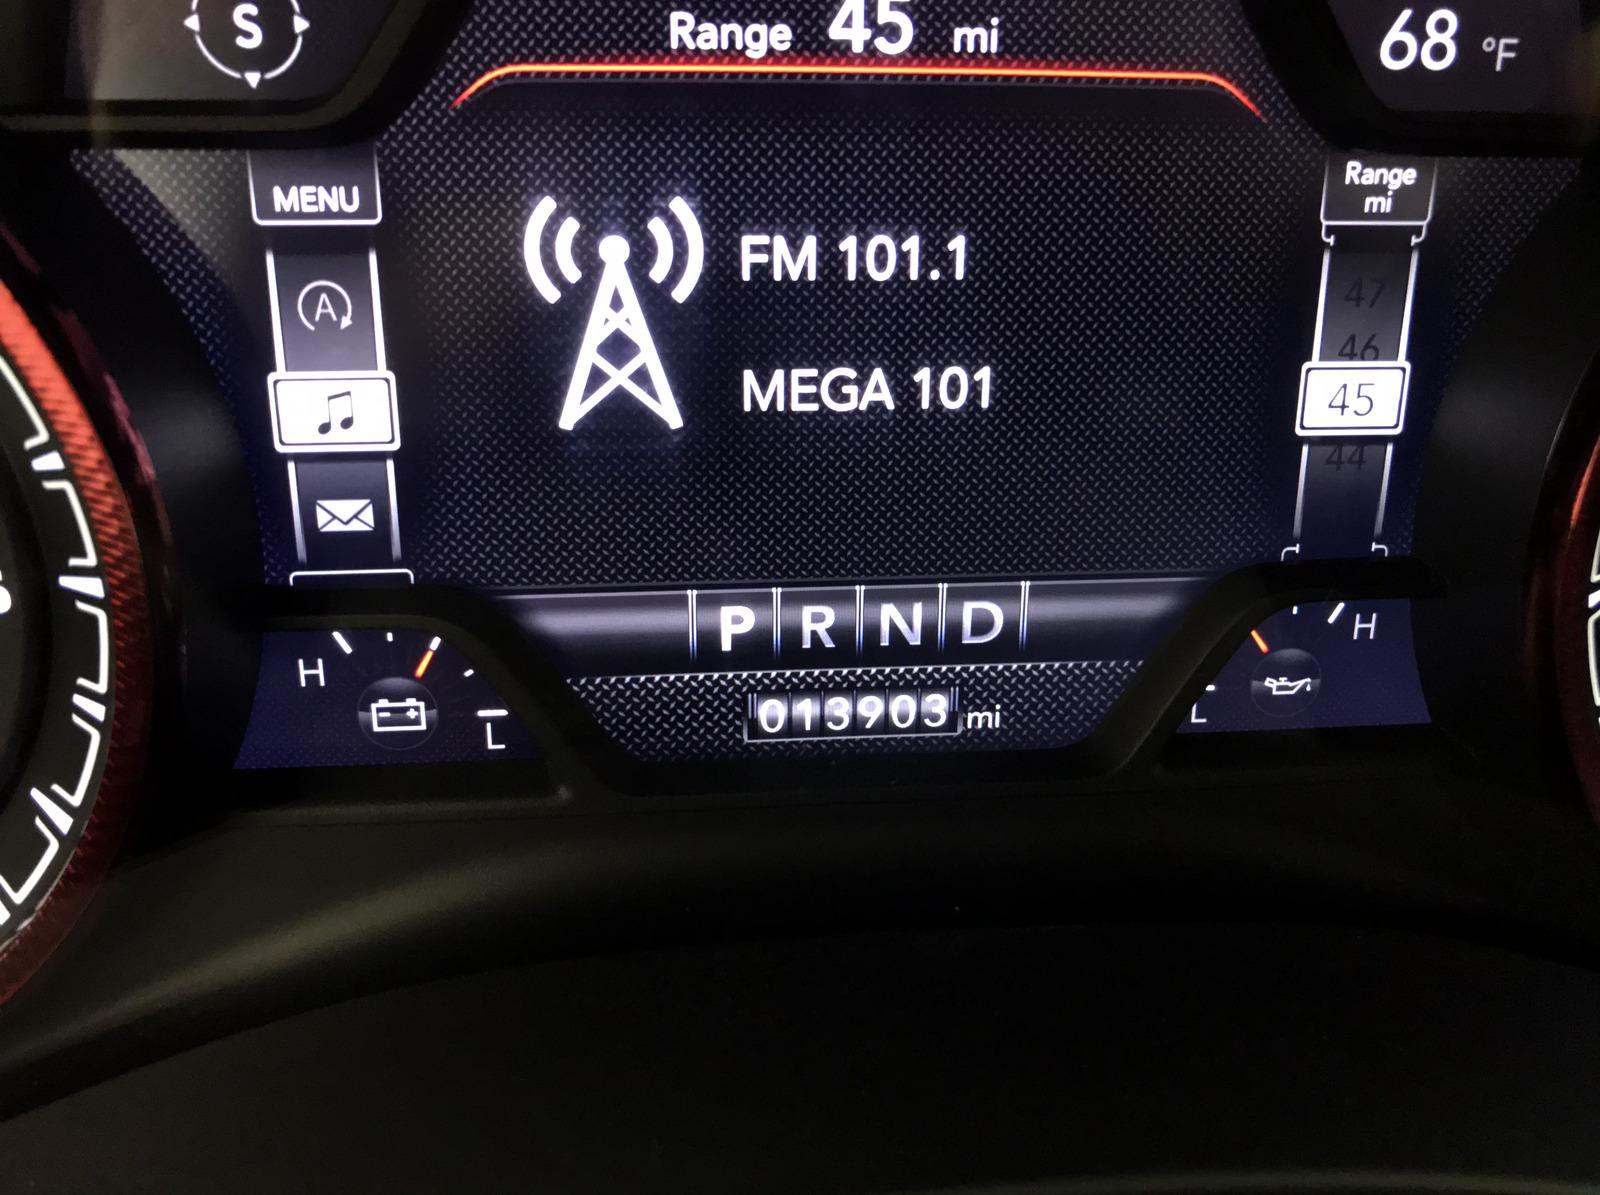 S
Range 45 mi
68 °F
MENU
Range
mi
A
FM 101.1
47
46
MEGA 101
45
44
P R N D
H
H
013903 mi
L
L